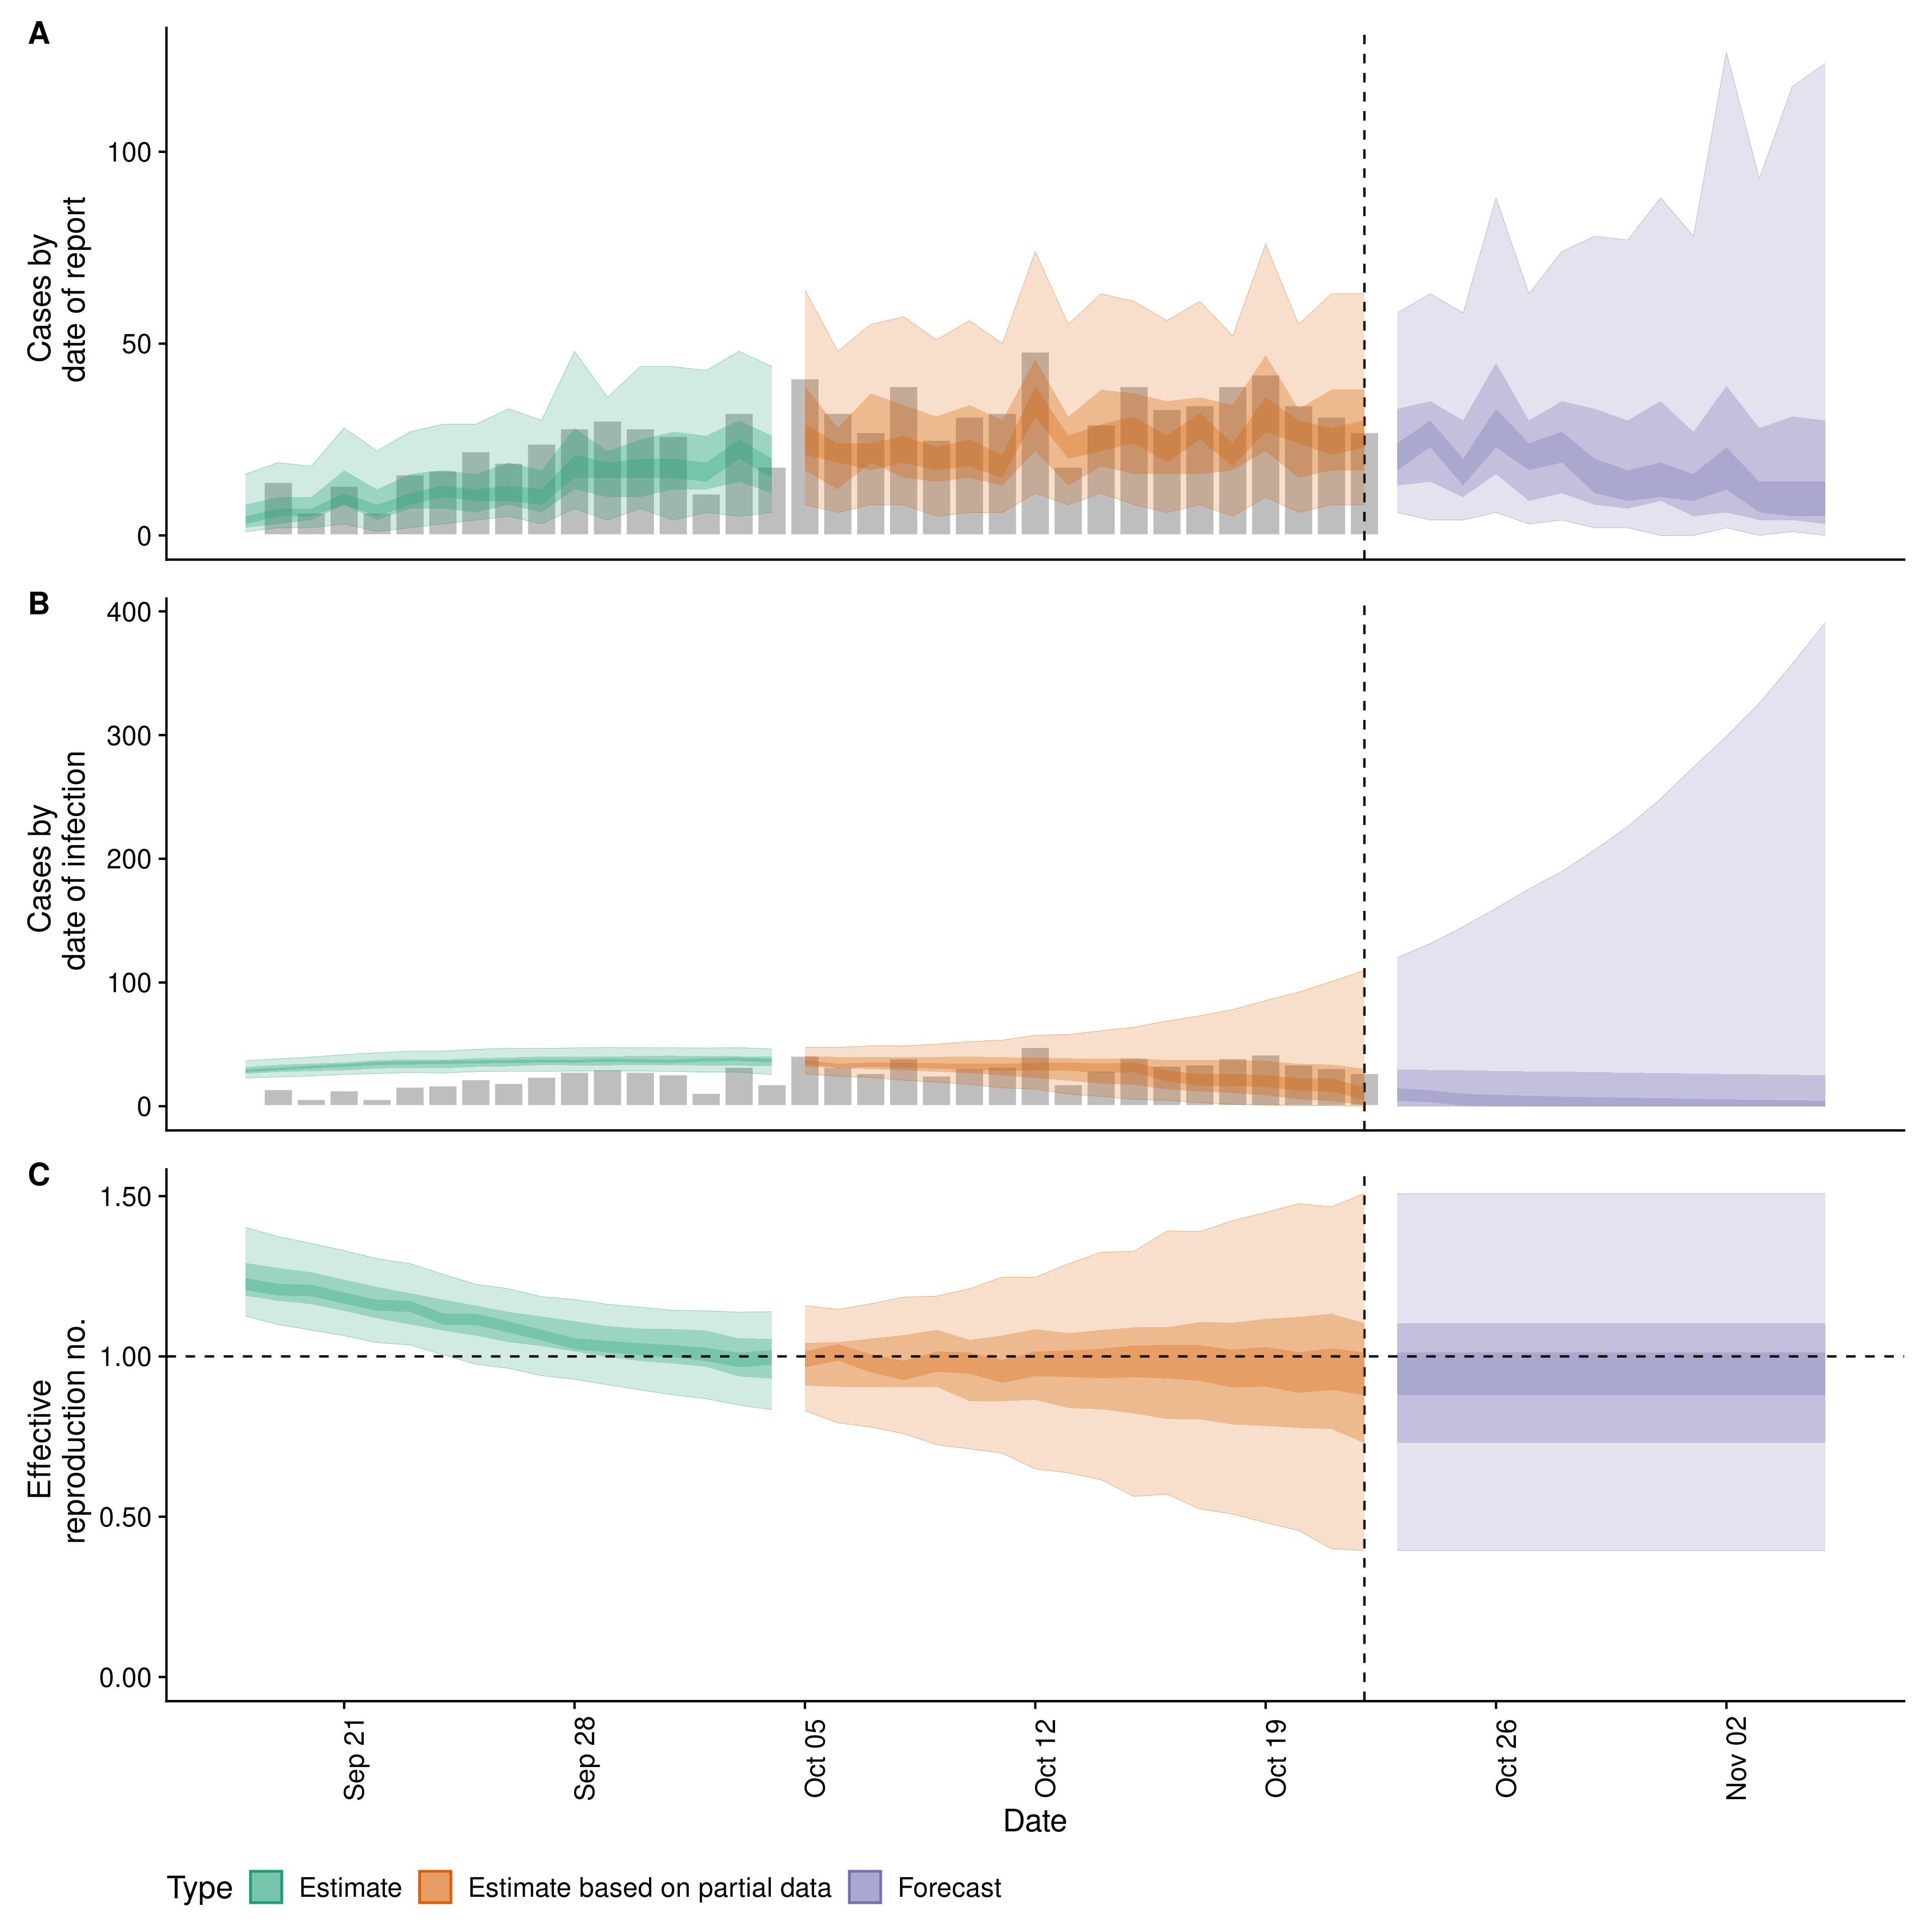 A
Cases by
date of report
100
50
0
B
Cases by
date of infection
400
300
200
100
0
C
Effective
reproduction no.
1.50
1.00
0.50
0.00
Sep 21
Sep 28
Oct 05
Oct 12
Oct 19
Oct 26
Nov 02
Date
Type Estimate Estimate based on partial data Forecast